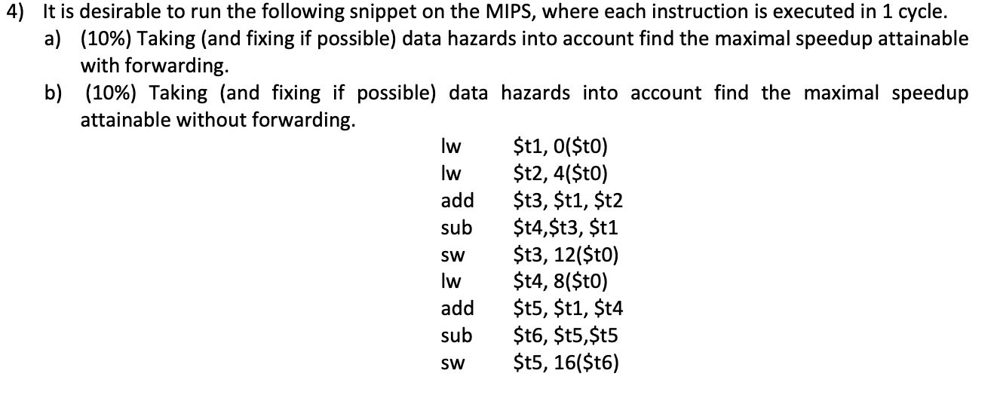 4) It is desirable to run the following snippet on the MIPS, where each instruction is executed in 1 cycle.
a) (10%) Taking (and fixing if possible) data hazards into account find the maximal speedup attainable
with forwarding.
b) (10%) Taking (and fixing if possible) data hazards into account find the maximal speedup
attainable without forwarding.
lw $t1, 0($t0)
lw $t2, 4($t0)
add $t3, $t1, $t2
sub $t4,$t3, $t1
sw $t3, 12($t0)
lw $t4, 8($t0)
add $t5, $t1, $t4
sub $t6, $t5,$t5
sw $t5, 16($t6)